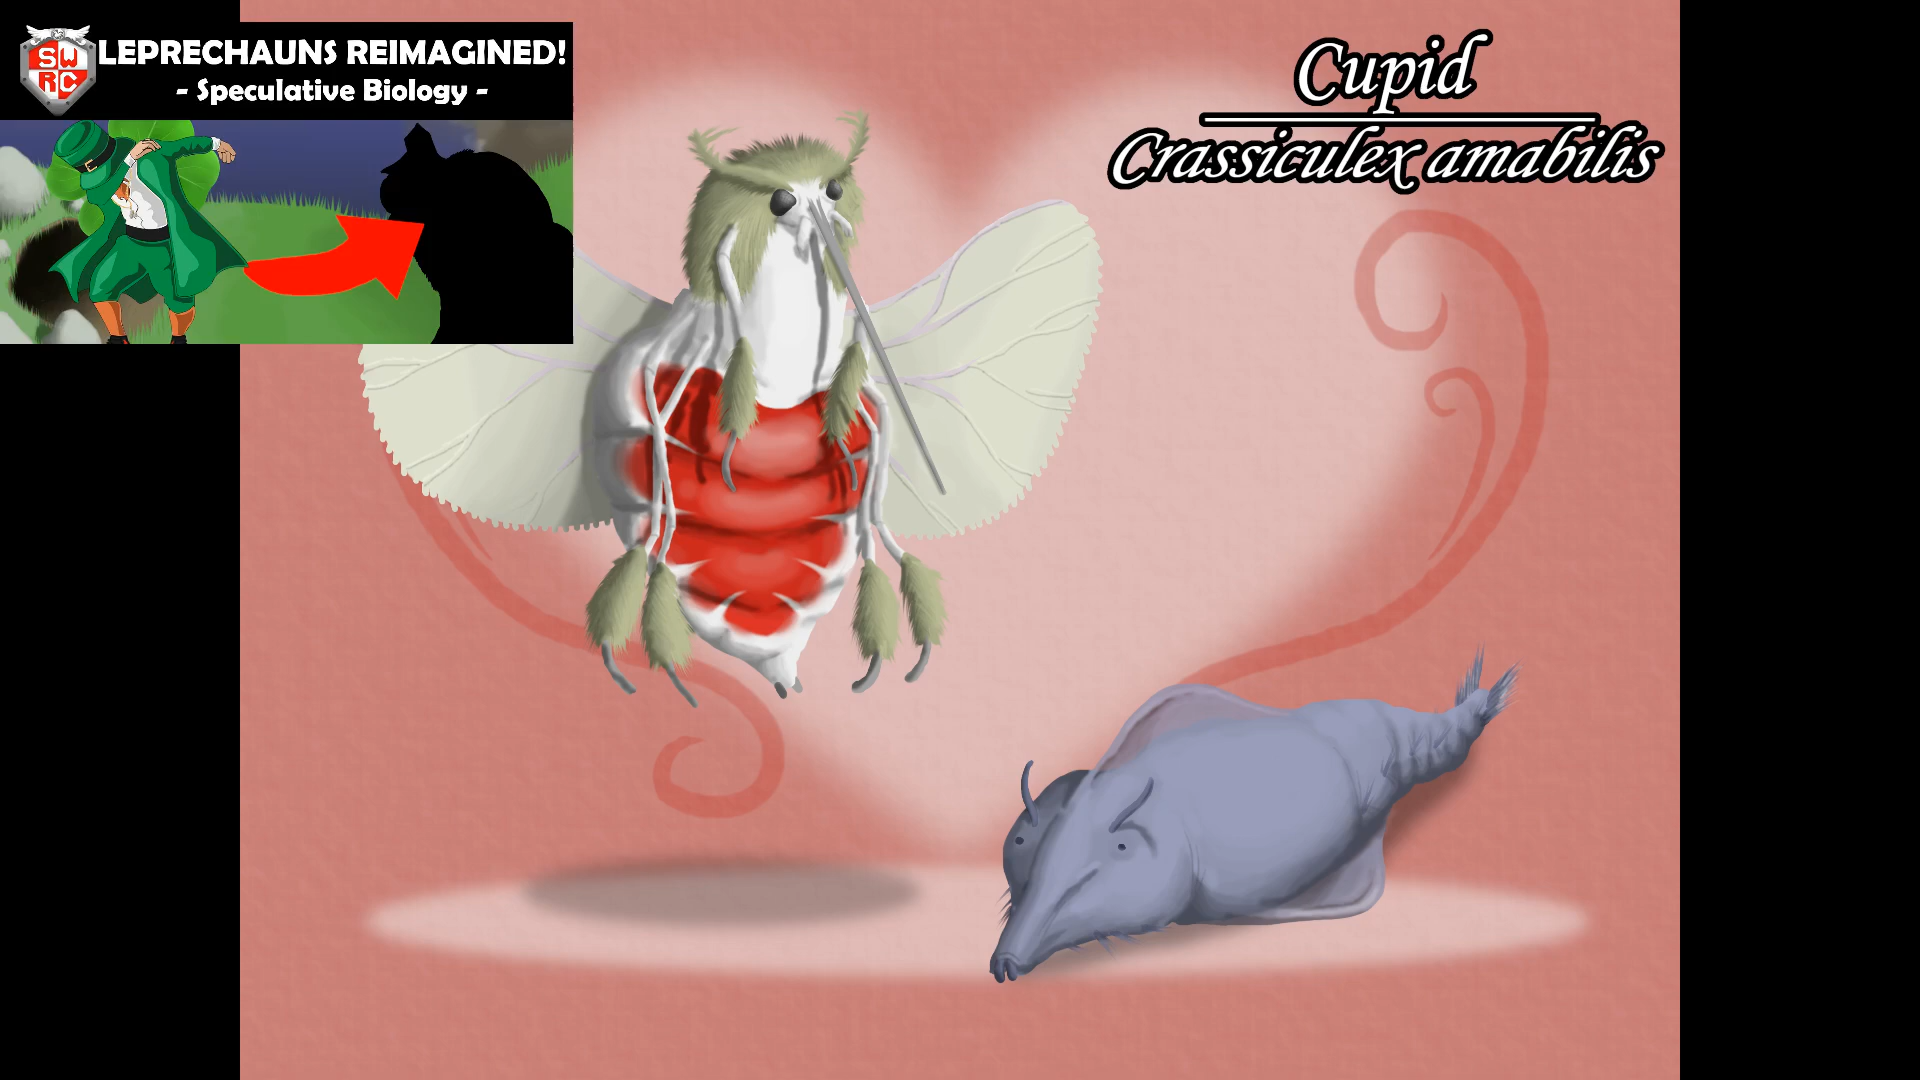 SW
RC
LEPRECHAUNS REIMAGINED!
- Speculative Biology -
Cupid
Crassiculex amabilis